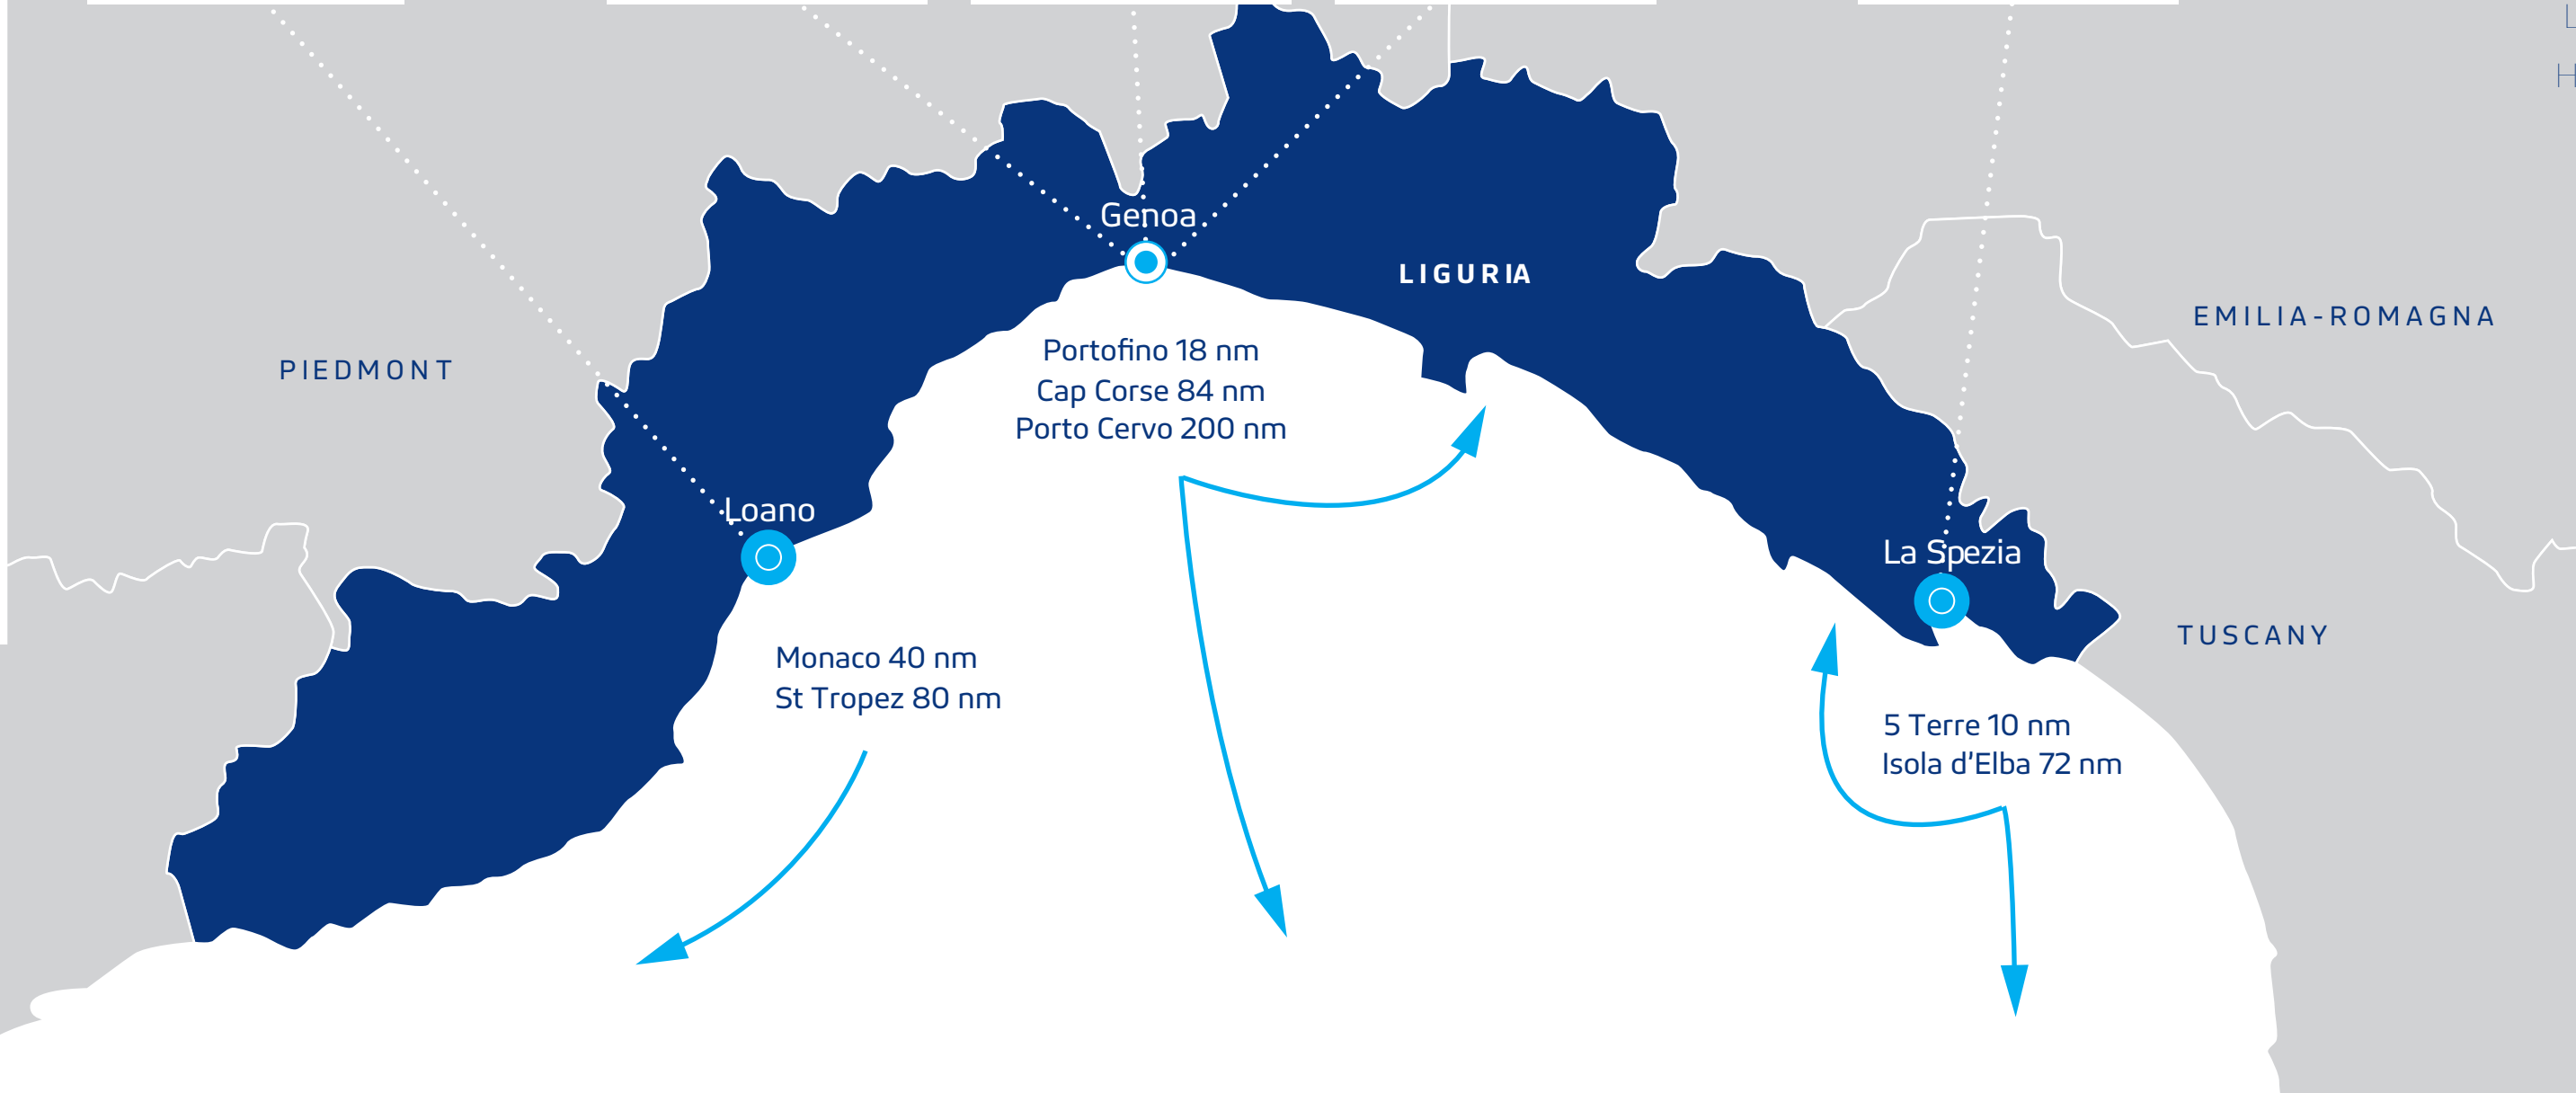 Genoa
LIGURIA
EMILIA-ROMAGNA
PIEDMONT
Portofino 18 nm
Cap Corse 84 nm
Porto Cervo 200 nm
Loano
La Spezia
TUSCANY
Monaco 40 nm
St Tropez 80 nm
5 Terre 10 nm
Isola d'Elba 72 nm